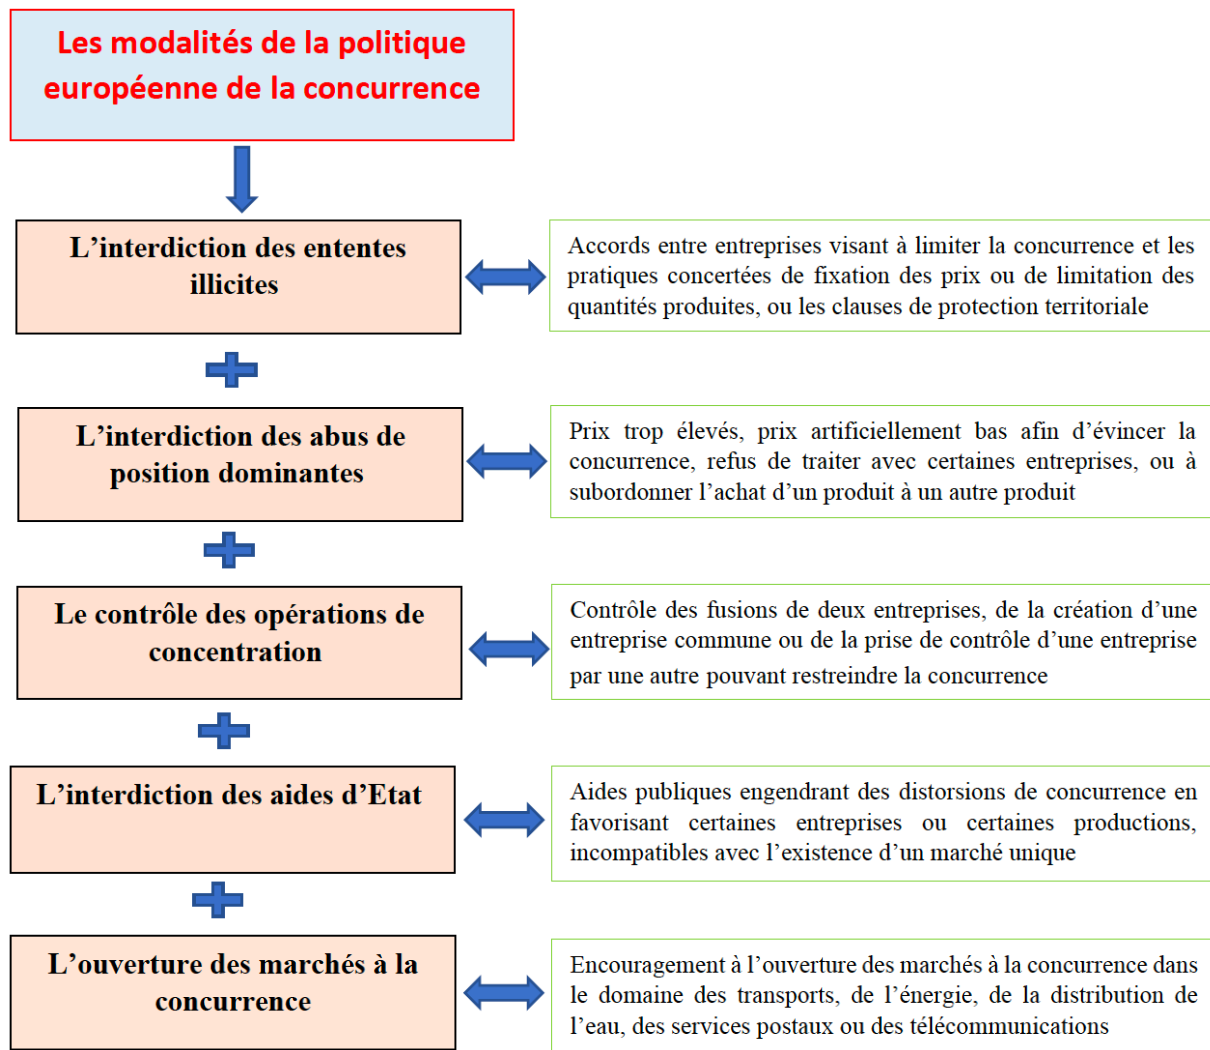 Les modalités de la politique
européenne de la concurrence
L’interdiction des ententes
illicites
Accords entre entreprises visant à limiter la concurrence et les
pratiques concertées de fixation des prix ou de limitation des
quantités produites, ou les clauses de protection territoriale
L’interdiction des abus de
position dominantes
Prix trop élevés, prix artificiellement bas afin d’évincer la
concurrence, refus de traiter avec certaines entreprises, ou à
subordonner l’achat d’un produit à un autre produit
Le contrôle des opérations de
concentration
Contrôle des fusions de deux entreprises, de la création d’une
entreprise commune ou de la prise de contrôle d’une entreprise
par une autre pouvant restreindre la concurrence
L’interdiction des aides d’Etat
Aides publiques engendrant des distorsions de concurrence en
favorisant certaines entreprises ou certaines productions,
incompatibles avec l’existence d’un marché unique
L’ouverture des marchés à la
concurrence
Encouragement à l’ouverture des marchés à la concurrence dans
le domaine des transports, de l’énergie, de la distribution de
l’eau, des services postaux ou des télécommunications